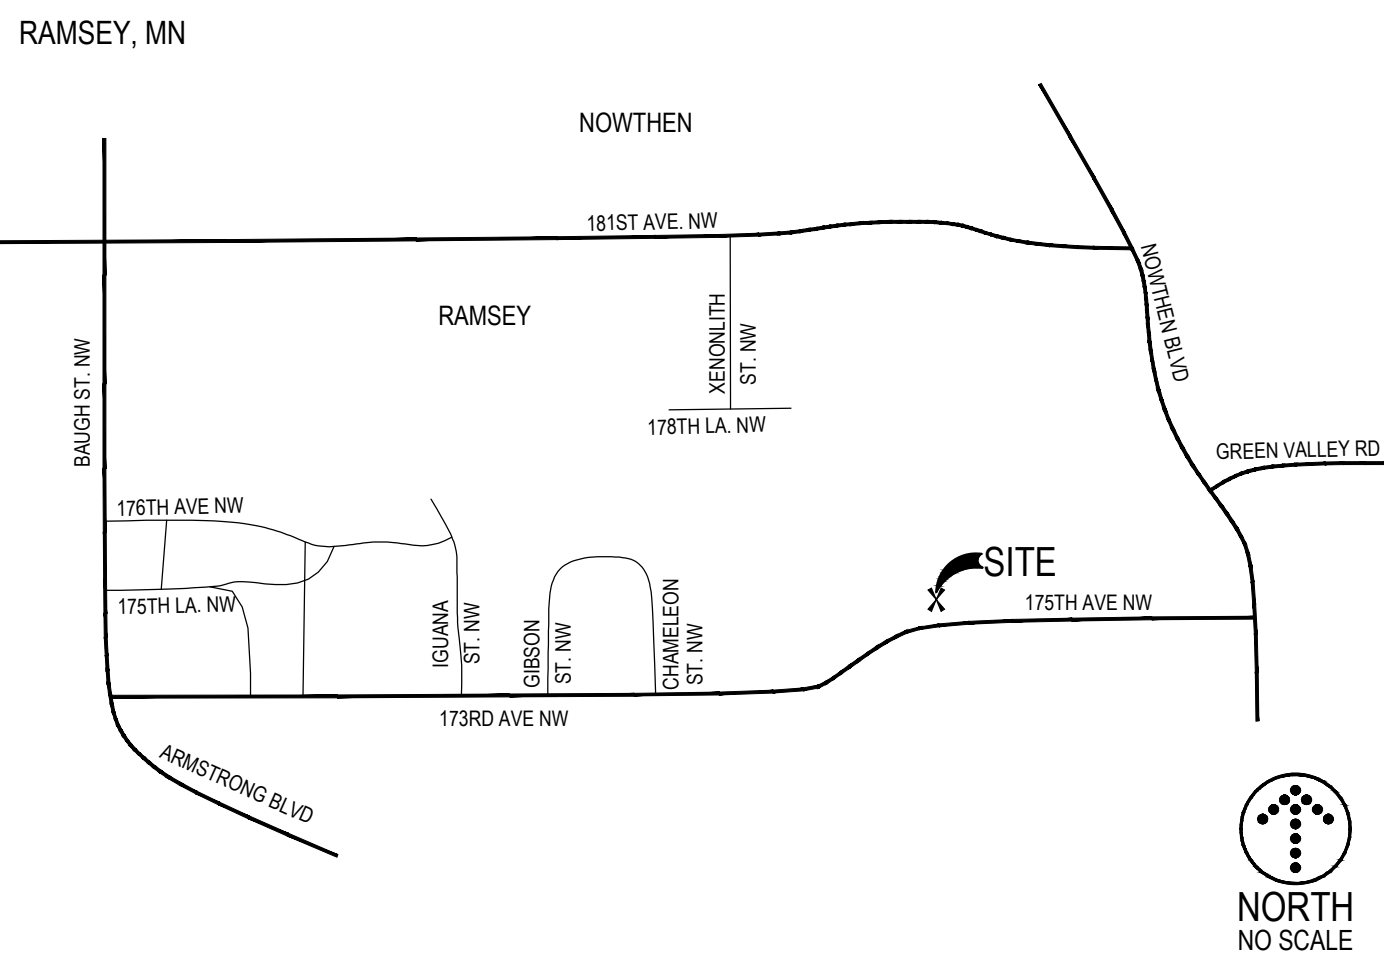 RAMSEY, MN
NOWTHEN
181ST AVE. NW
NOWTHEN BLVD
RAMSEY
XENONLITH
ST. NW
BAUGH ST. NW
178TH LA. NW
GREEN VALLEY RD
176TH AVE NW
SITE
175TH LA. NW
175TH AVE NW
IGUANA
ST. NW
GIBSON
ST. NW
CHAMELEON
ST. NW
173RD AVE NW
ARMSTRONG BLVD
NORTH
NO SCALE